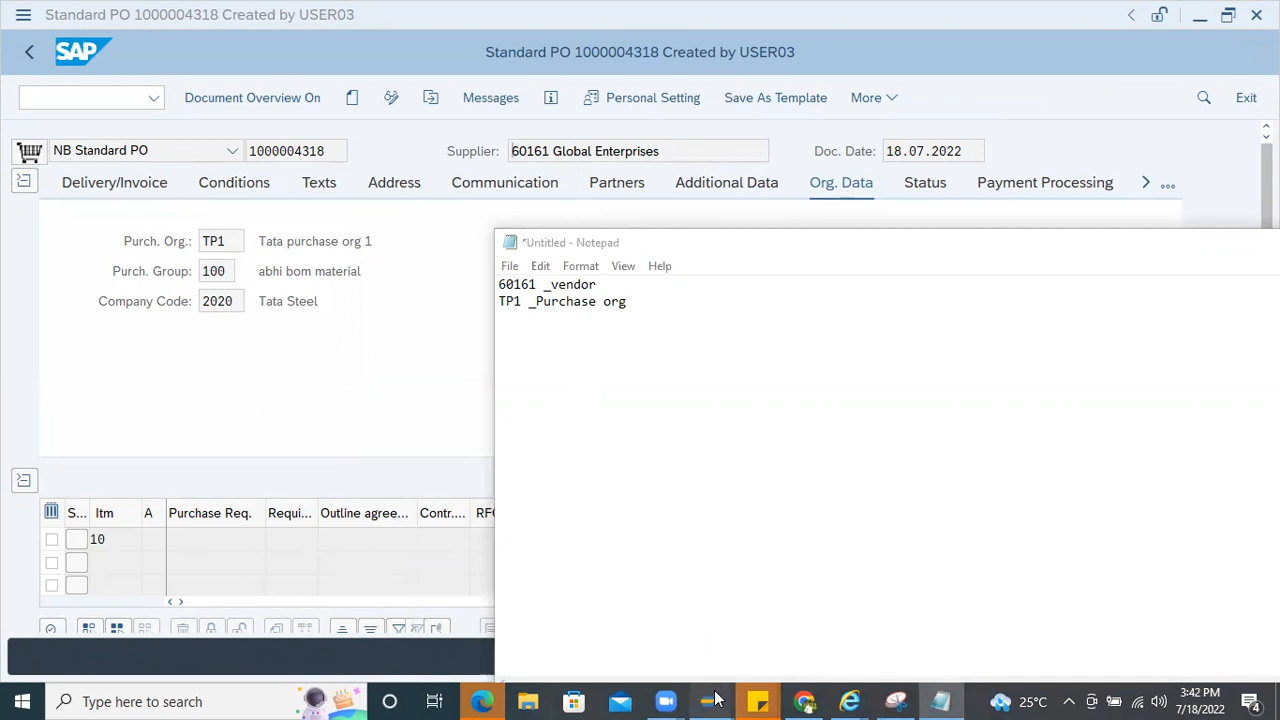 Standard PO 1000004318 Created by USER03
SAP Standard PO 1000004318 Created by USER03
Document Overview On Messages Personal Setting Save As Template More Exit
NB Standard PO 1000004318 Supplier: 60161 Global Enterprises Doc. Date: 18.07.2022
Delivery/Invoice Conditions Texts Address Communication Partners Additional Data Org. Data Status Payment Processing
Purch. Org.: TP1 Tata purchase org 1
Purch. Group: 100 abhi bom material
Company Code: 2020 Tata Steel
*Untitled - Notepad
File Edit Format View Help
60161 _vendor
TP1 _Purchase org
S... Itm A Purchase Req. Requi... Outline agree... Contr.... RFQ
10
Type here to search 25°C 3:42 PM
7/18/2022 4